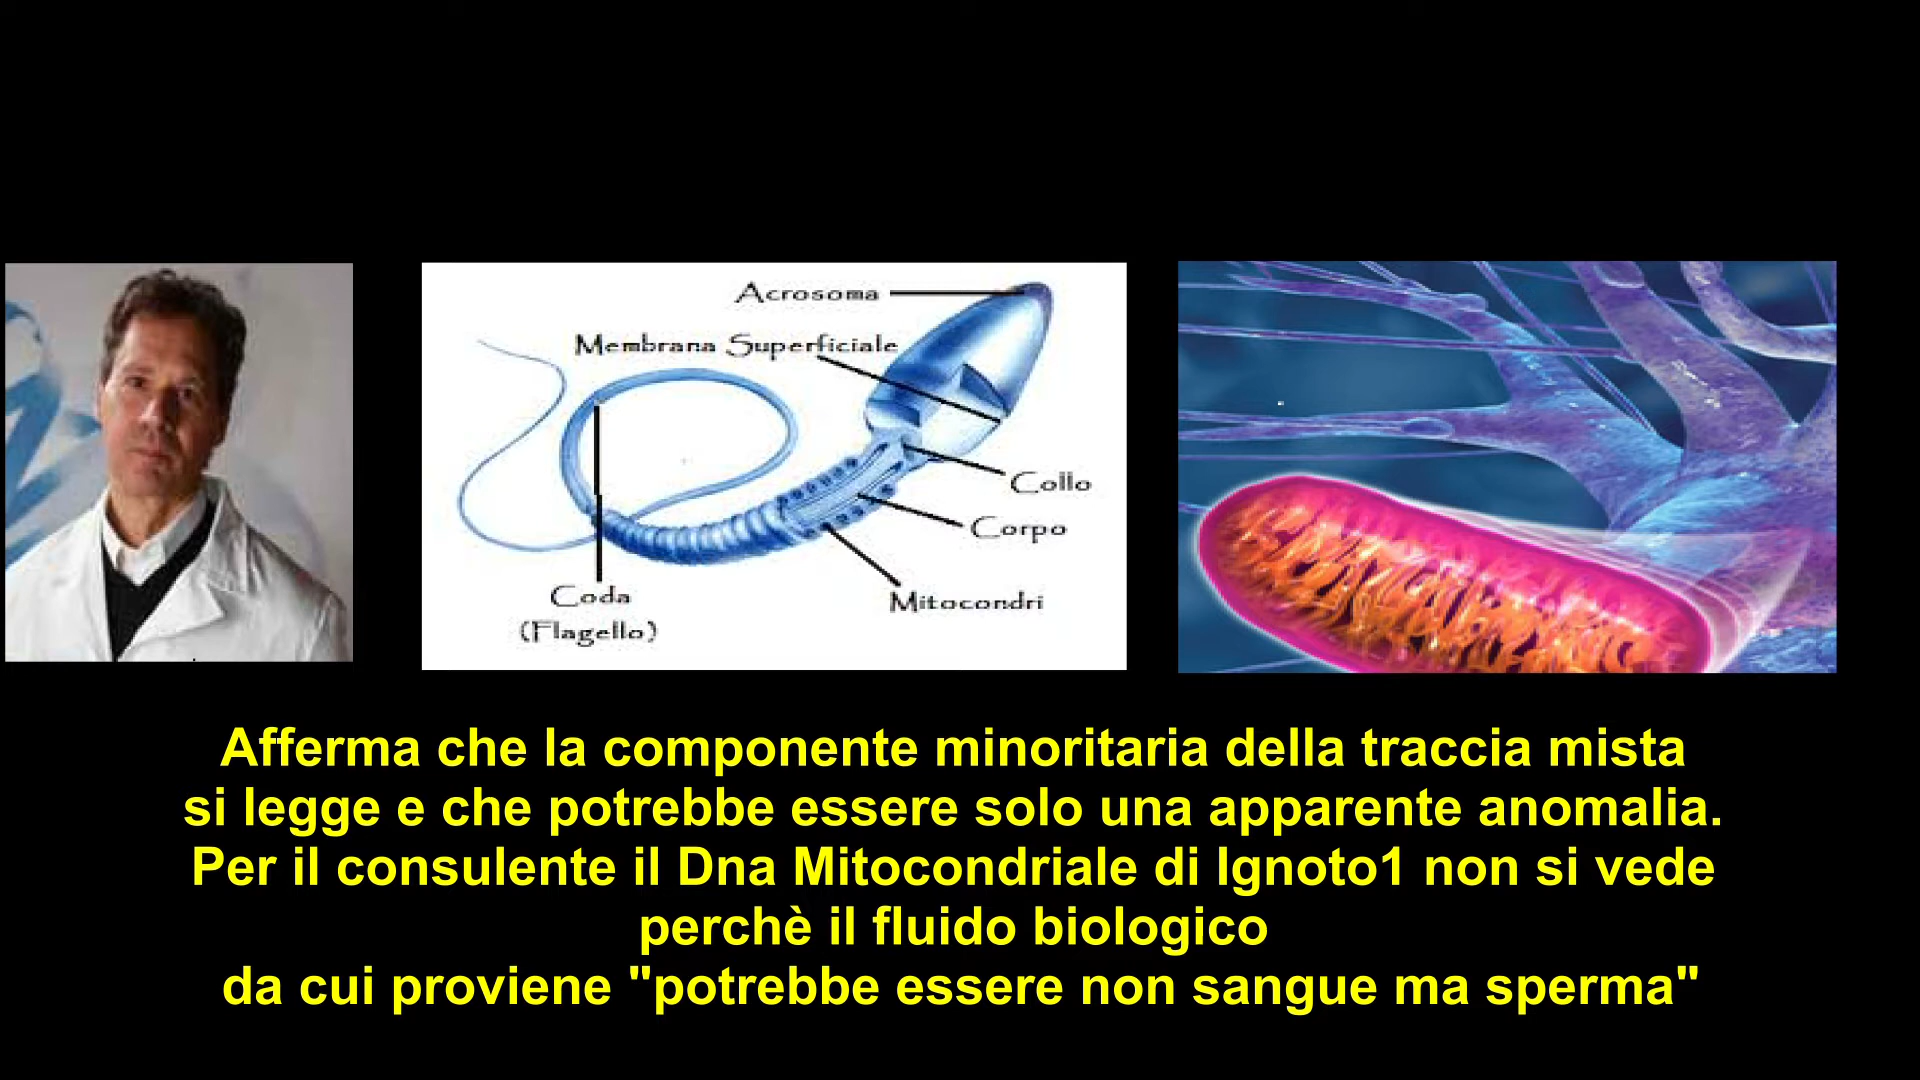 Acrosoma
Membrana Superficiale
Collo
Corpo
Mitocondri
Coda
(Flagello)
Afferma che la componente minoritaria della traccia mista
si legge e che potrebbe essere solo una apparente anomalia.
Per il consulente il Dna Mitocondriale di Ignoto1 non si vede
perchè il fluido biologico
da cui proviene "potrebbe essere non sangue ma sperma"